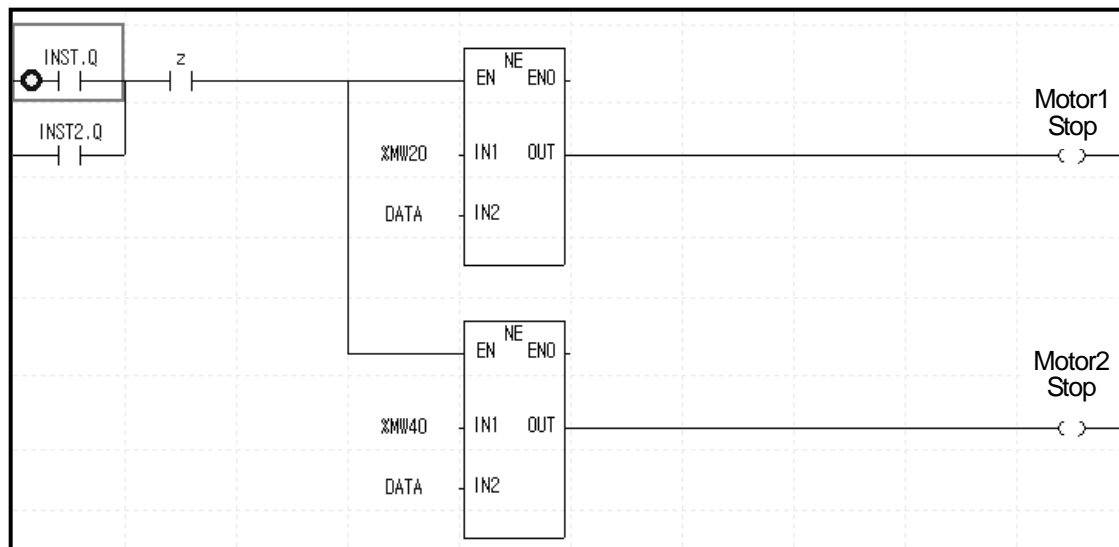 INST.Q
z
INST2.Q
NE
EN ENO
%MW20 IN1 OUT
DATA IN2
Motor1
Stop
NE
EN ENO
%MW40 IN1 OUT
DATA IN2
Motor2
Stop